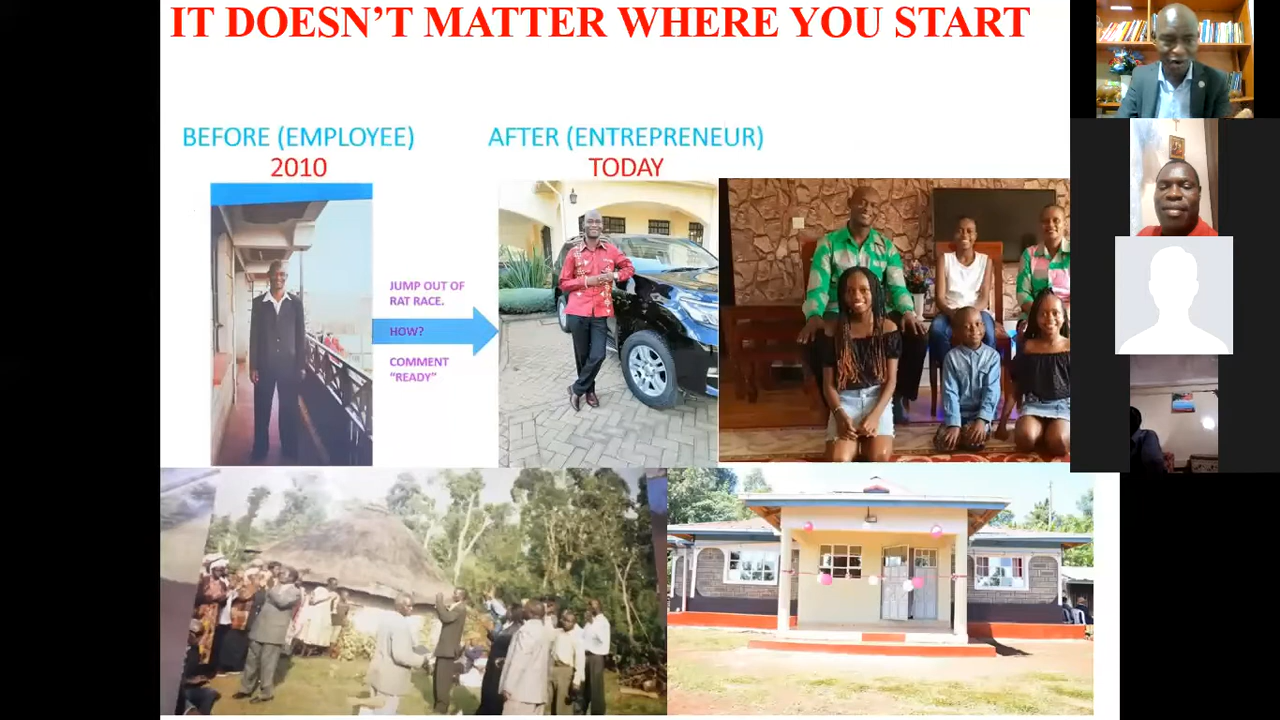 IT DOESN'T MATTER WHERE YOU START
BEFORE (EMPLOYEE)
2010
AFTER (ENTREPRENEUR)
TODAY
JUMP OUT OF
RAT RACE.
HOW?
COMMENT
"READY"